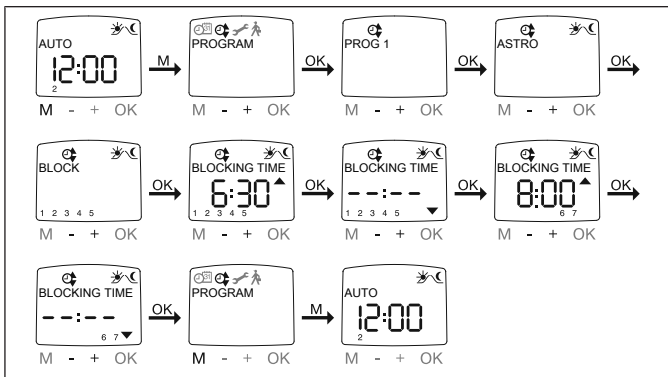 AUTO
12:00
2
M - + OK
M
PROGRAM
M - + OK
OK
PROG 1
M - + OK
OK
ASTRO
M - + OK
OK
BLOCK
1 2 3 4 5
M - + OK
OK
BLOCKING TIME
6:30
1 2 3 4 5
M - + OK
OK
BLOCKING TIME
--:--
1 2 3 4 5
M - + OK
OK
BLOCKING TIME
8:00
6 7
M - + OK
OK
BLOCKING TIME
--:--
6 7
M - + OK
OK
PROGRAM
M - + OK
M
AUTO
12:00
2
M - + OK